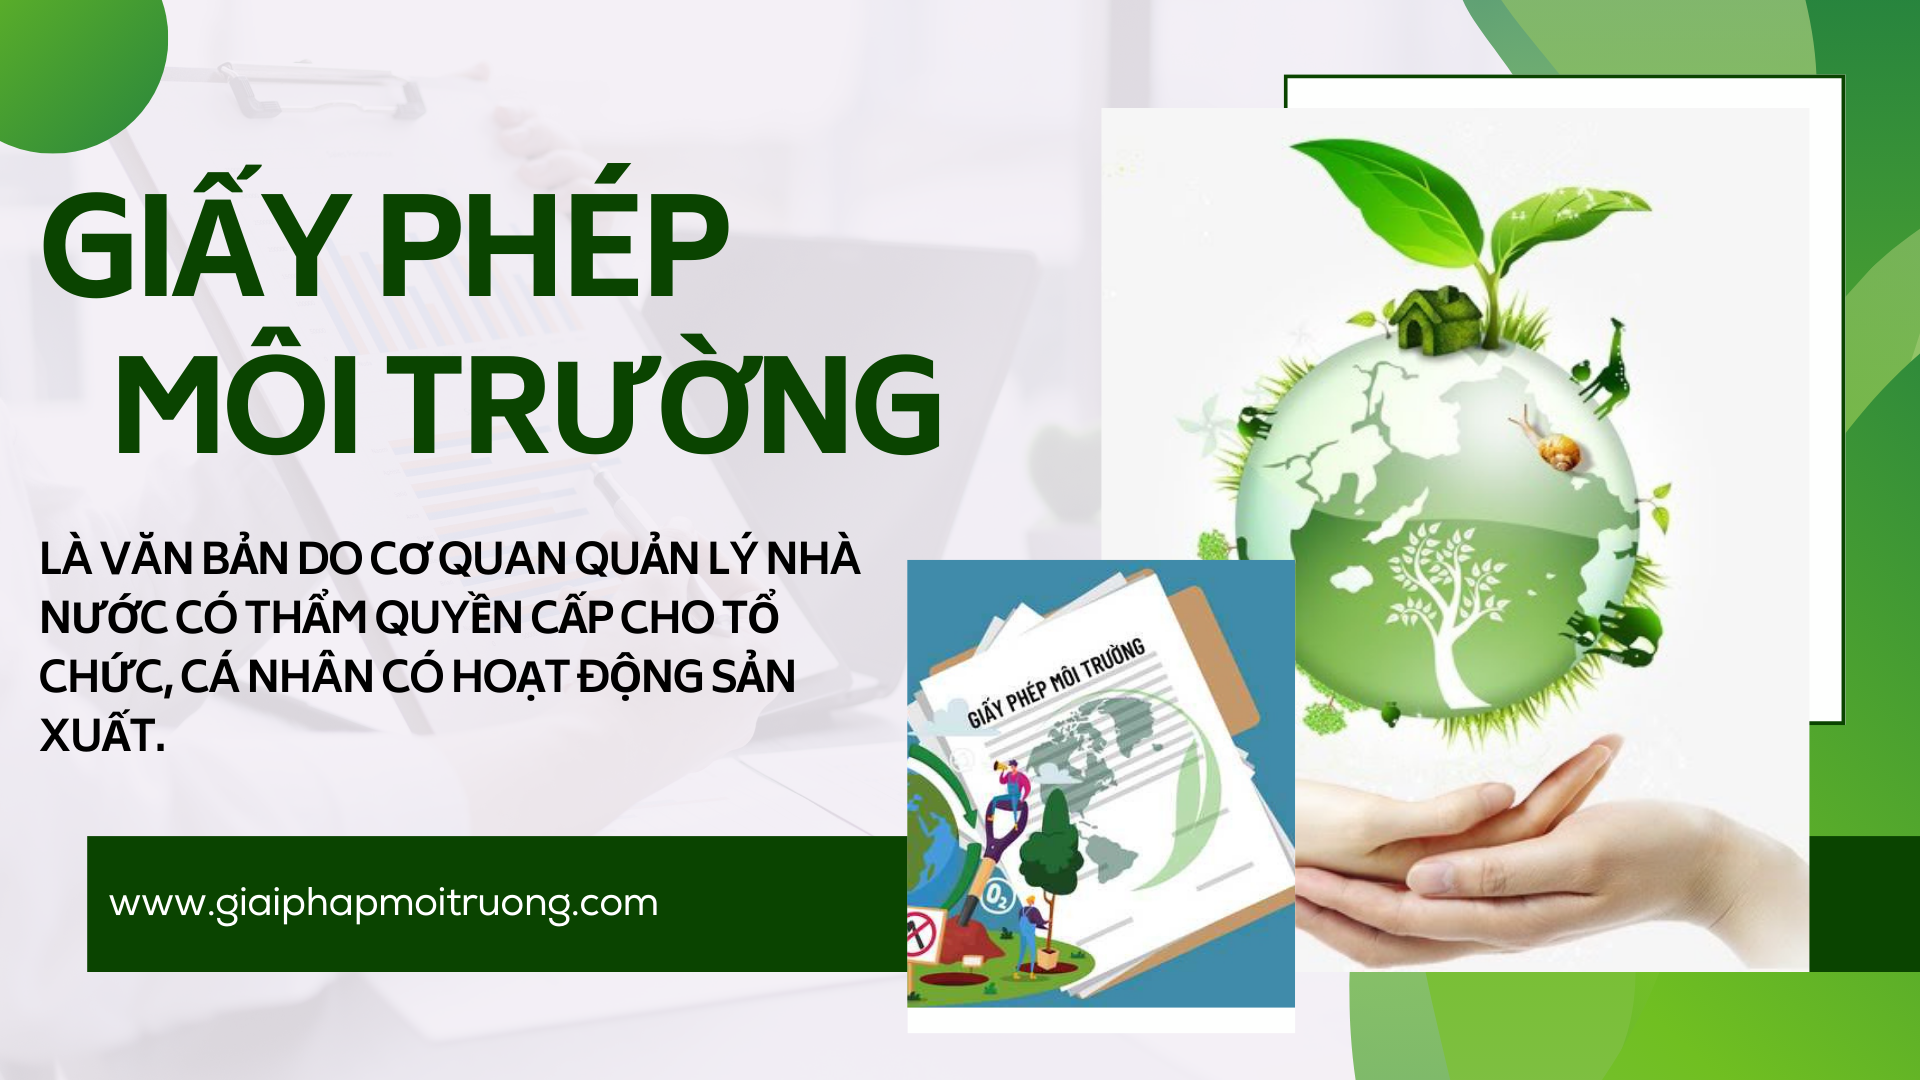 GIẤY PHÉP
MÔI TRƯỜNG
LÀ VĂN BẢN DO CƠ QUAN QUẢN LÝ NHÀ
NƯỚC CÓ THẨM QUYỀN CẤP CHO TỔ
CHỨC, CÁ NHÂN CÓ HOẠT ĐỘNG SẢN
XUẤT.
GIẤY PHÉP MÔI TRƯỜNG
O2
www.giaiphapmoitruong.com